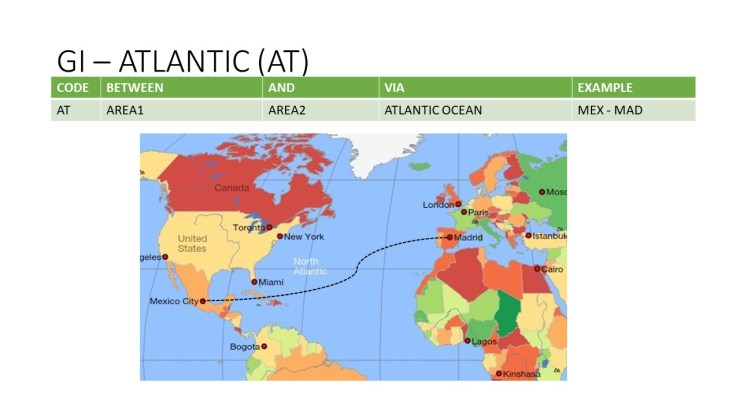 GI – ATLANTIC (AT)
CODE BETWEEN AND VIA EXAMPLE
AT AREA1 AREA2 ATLANTIC OCEAN MEX - MAD
Canada
Mosc
London
Paris
Toronto
New York
United
States
Madrid
Istanbul
geles
North
Atlantic
Cairo
Miami
Mexico City
Lagos
Bogota
Kinshasa